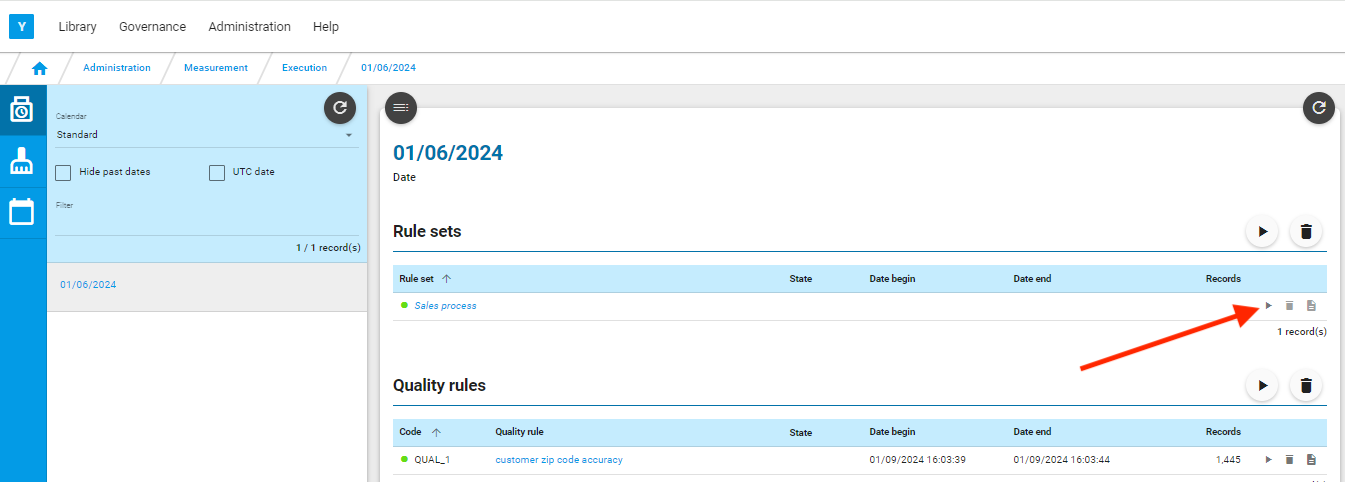 Y Library Governance Administration Help
Administration Measurement Execution 01/06/2024
Calendar
Standard
Hide past dates UTC date
Filter
1 / 1 record(s)
01/06/2024
01/06/2024
Date
Rule sets
Rule set State Date begin Date end Records
Sales process
1 record(s)
Quality rules
Code Quality rule State Date begin Date end Records
QUAL_1 customer zip code accuracy 01/09/2024 16:03:39 01/09/2024 16:03:44 1,445